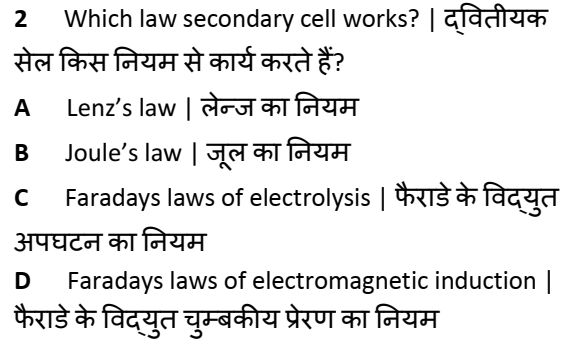 2 Which law secondary cell works? | द्वितीयक
सेल किस नियम से कार्य करते हैं?
A Lenz’s law | लेन्ज का नियम
B Joule’s law | जूल का नियम
C Faradays laws of electrolysis | फैराडे के विद्युत
अपघटन का नियम
D Faradays laws of electromagnetic induction |
फैराडे के विद्युत चुम्बकीय प्रेरण का नियम